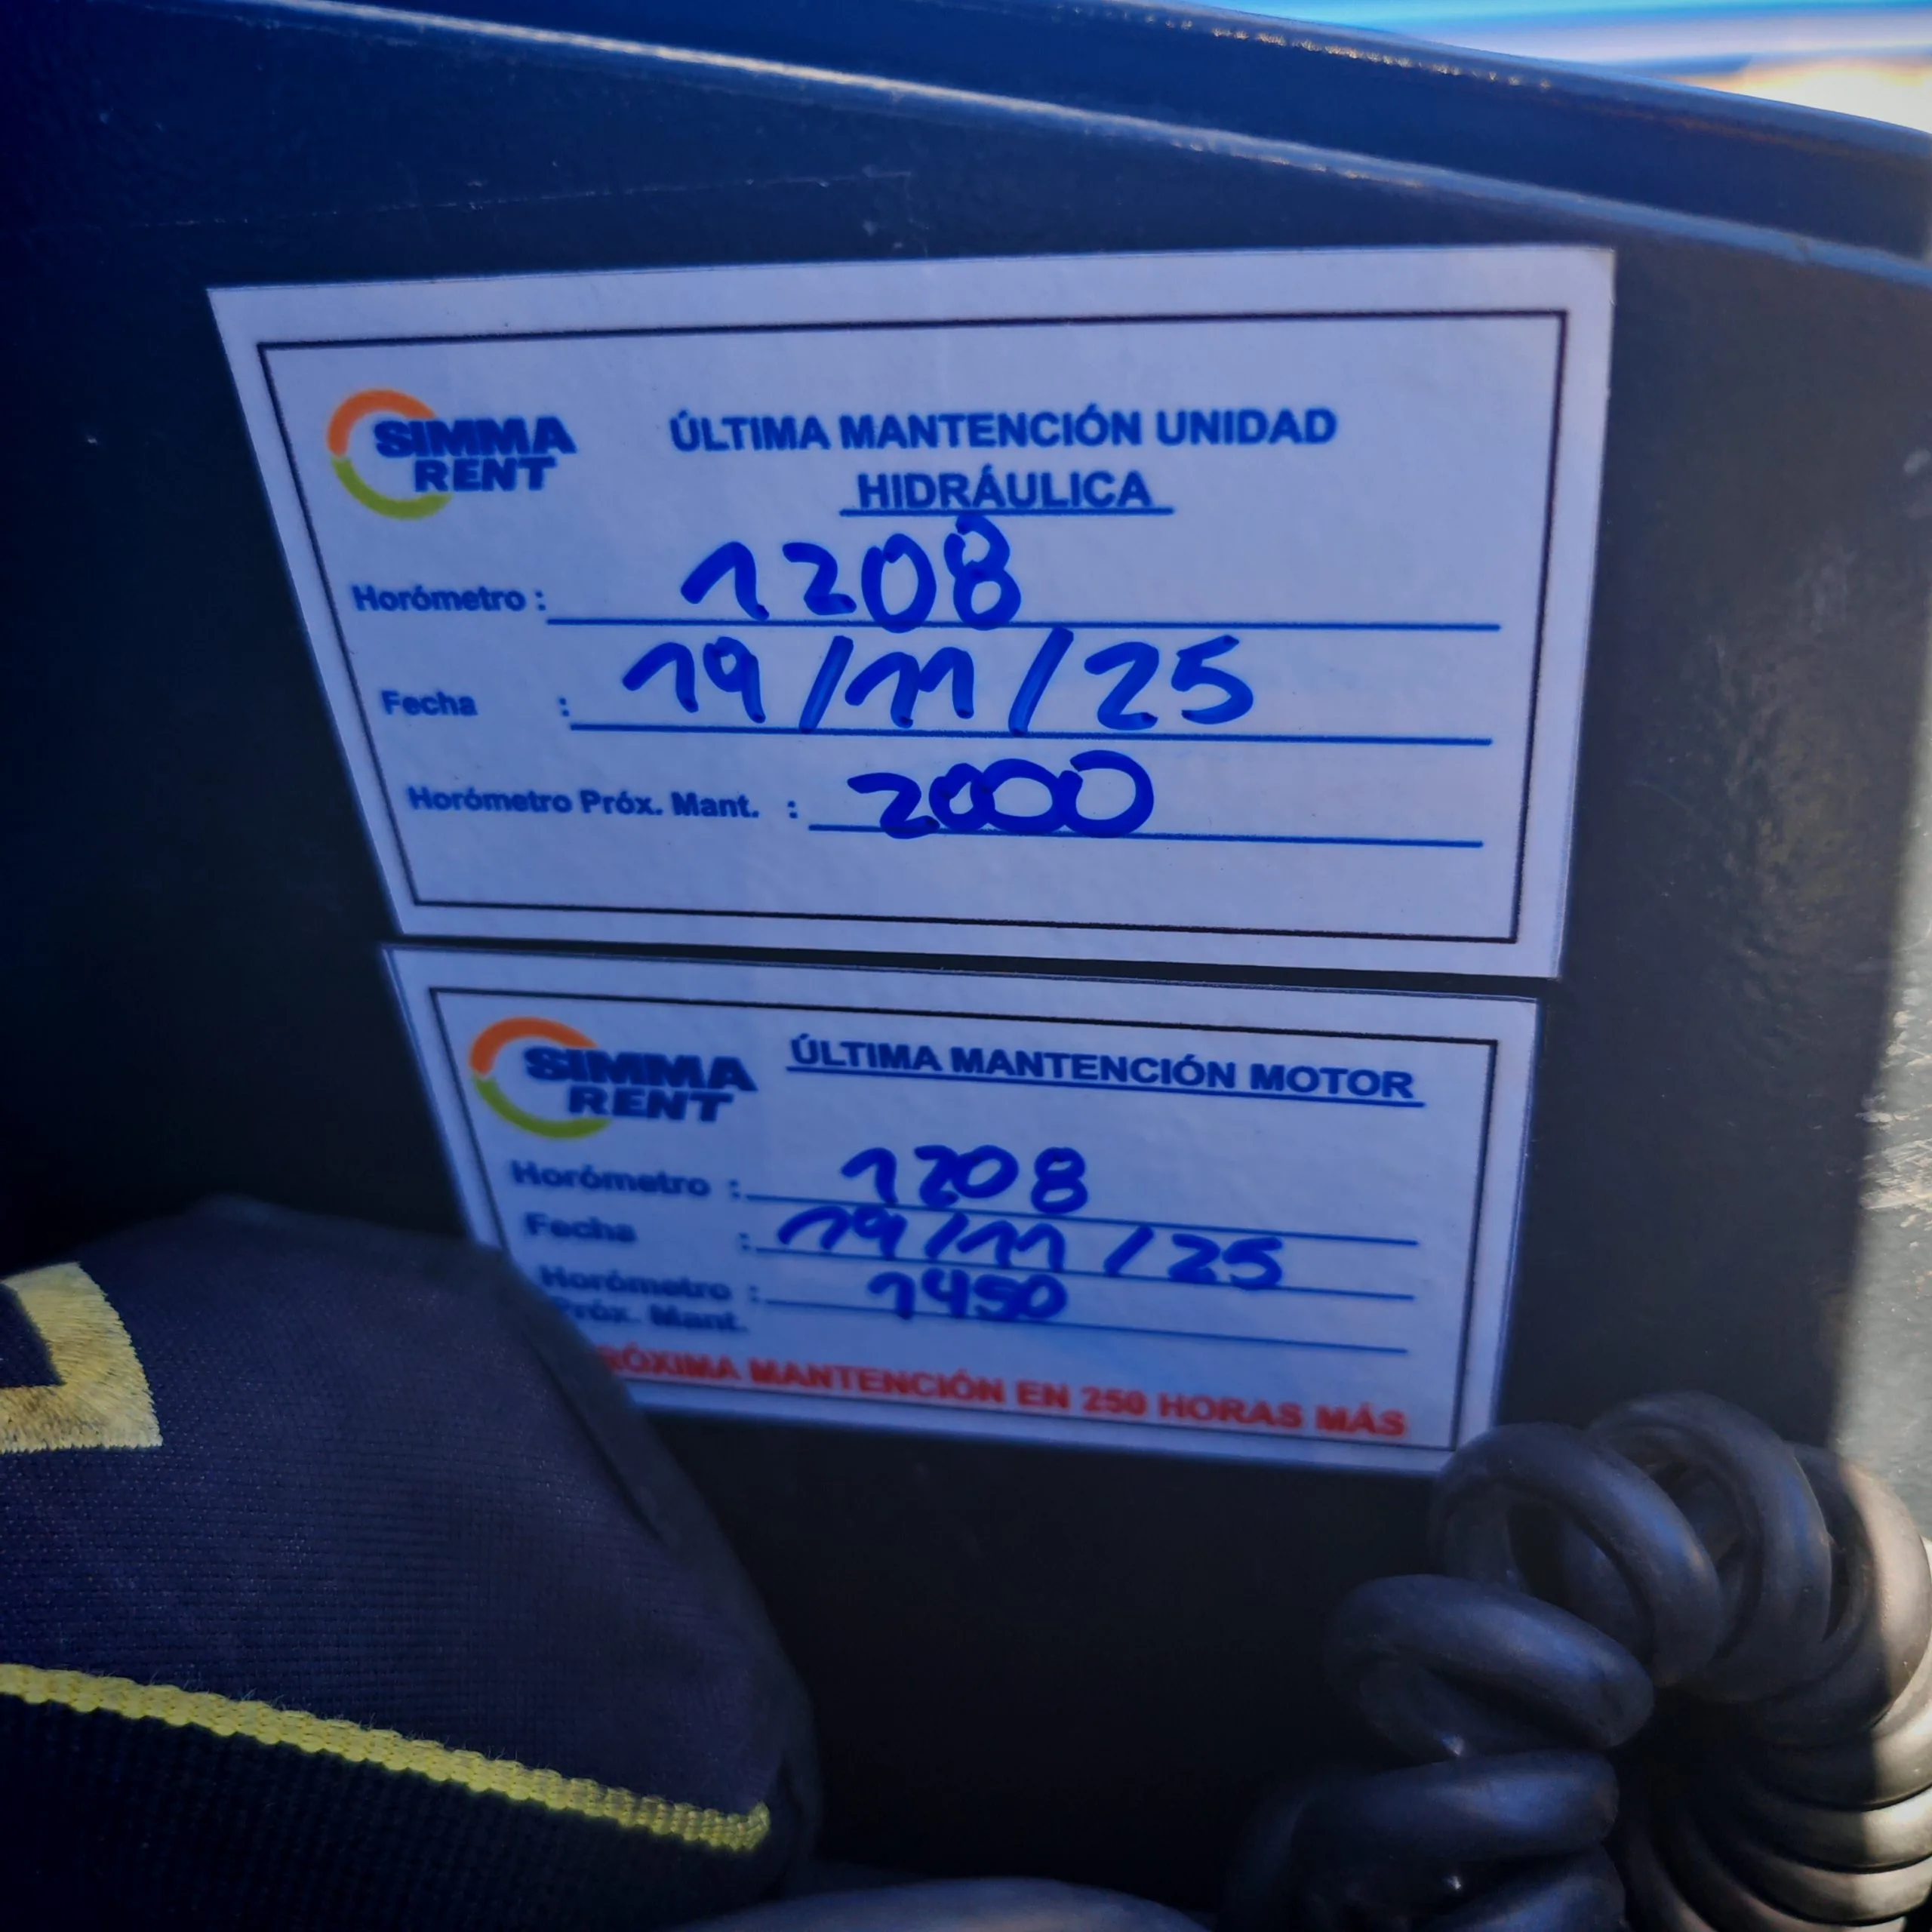 SIMMA
RENT
ÚLTIMA MANTENCIÓN UNIDAD
HIDRÁULICA
Horómetro : 1208
Fecha : 19/11/25
Horómetro Próx. Mant. : 2000
SIMMA
RENT
ÚLTIMA MANTENCIÓN MOTOR
Horómetro : 1208
Fecha : 19/11/25
Horómetro : 1450
Próx. Mant.
RÓXIMA MANTENCIÓN EN 250 HORAS MÁS